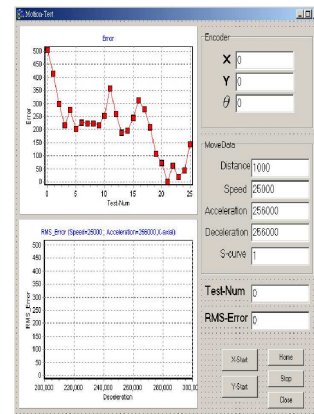 Motion-Test
Error
500
450
400
350
300
250
200
150
100
50
0
Error
0 5 10 15 20 25
Test-Num
RMS_Error (Speed=25000 ; Acceleration=256000,X-axial)
500
450
400
350
300
250
200
150
100
50
0
RMS_Error
200,000 220,000 240,000 260,000 280,000 300,0
Deceleration
Encoder
X 0
Y 0
θ 0
MoveData
Distance 1000
Speed 25000
Acceleration 256000
Deceleration 256000
S-curve 1
Test-Num 0
RMS-Error 0
X-Start Home
Y-Start Stop
Close